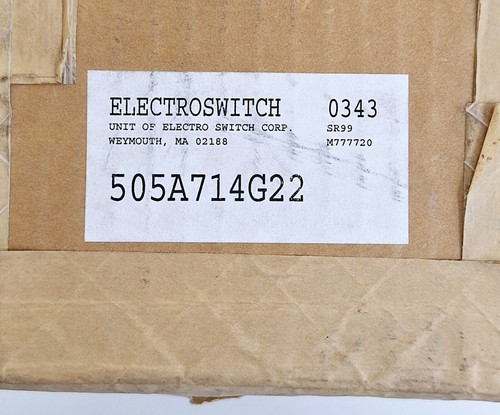 ELECTROSWITCH 0343
UNIT OF ELECTRO SWITCH CORP. SR99
WEYMOUTH, MA 02188 M777720
505A714G22